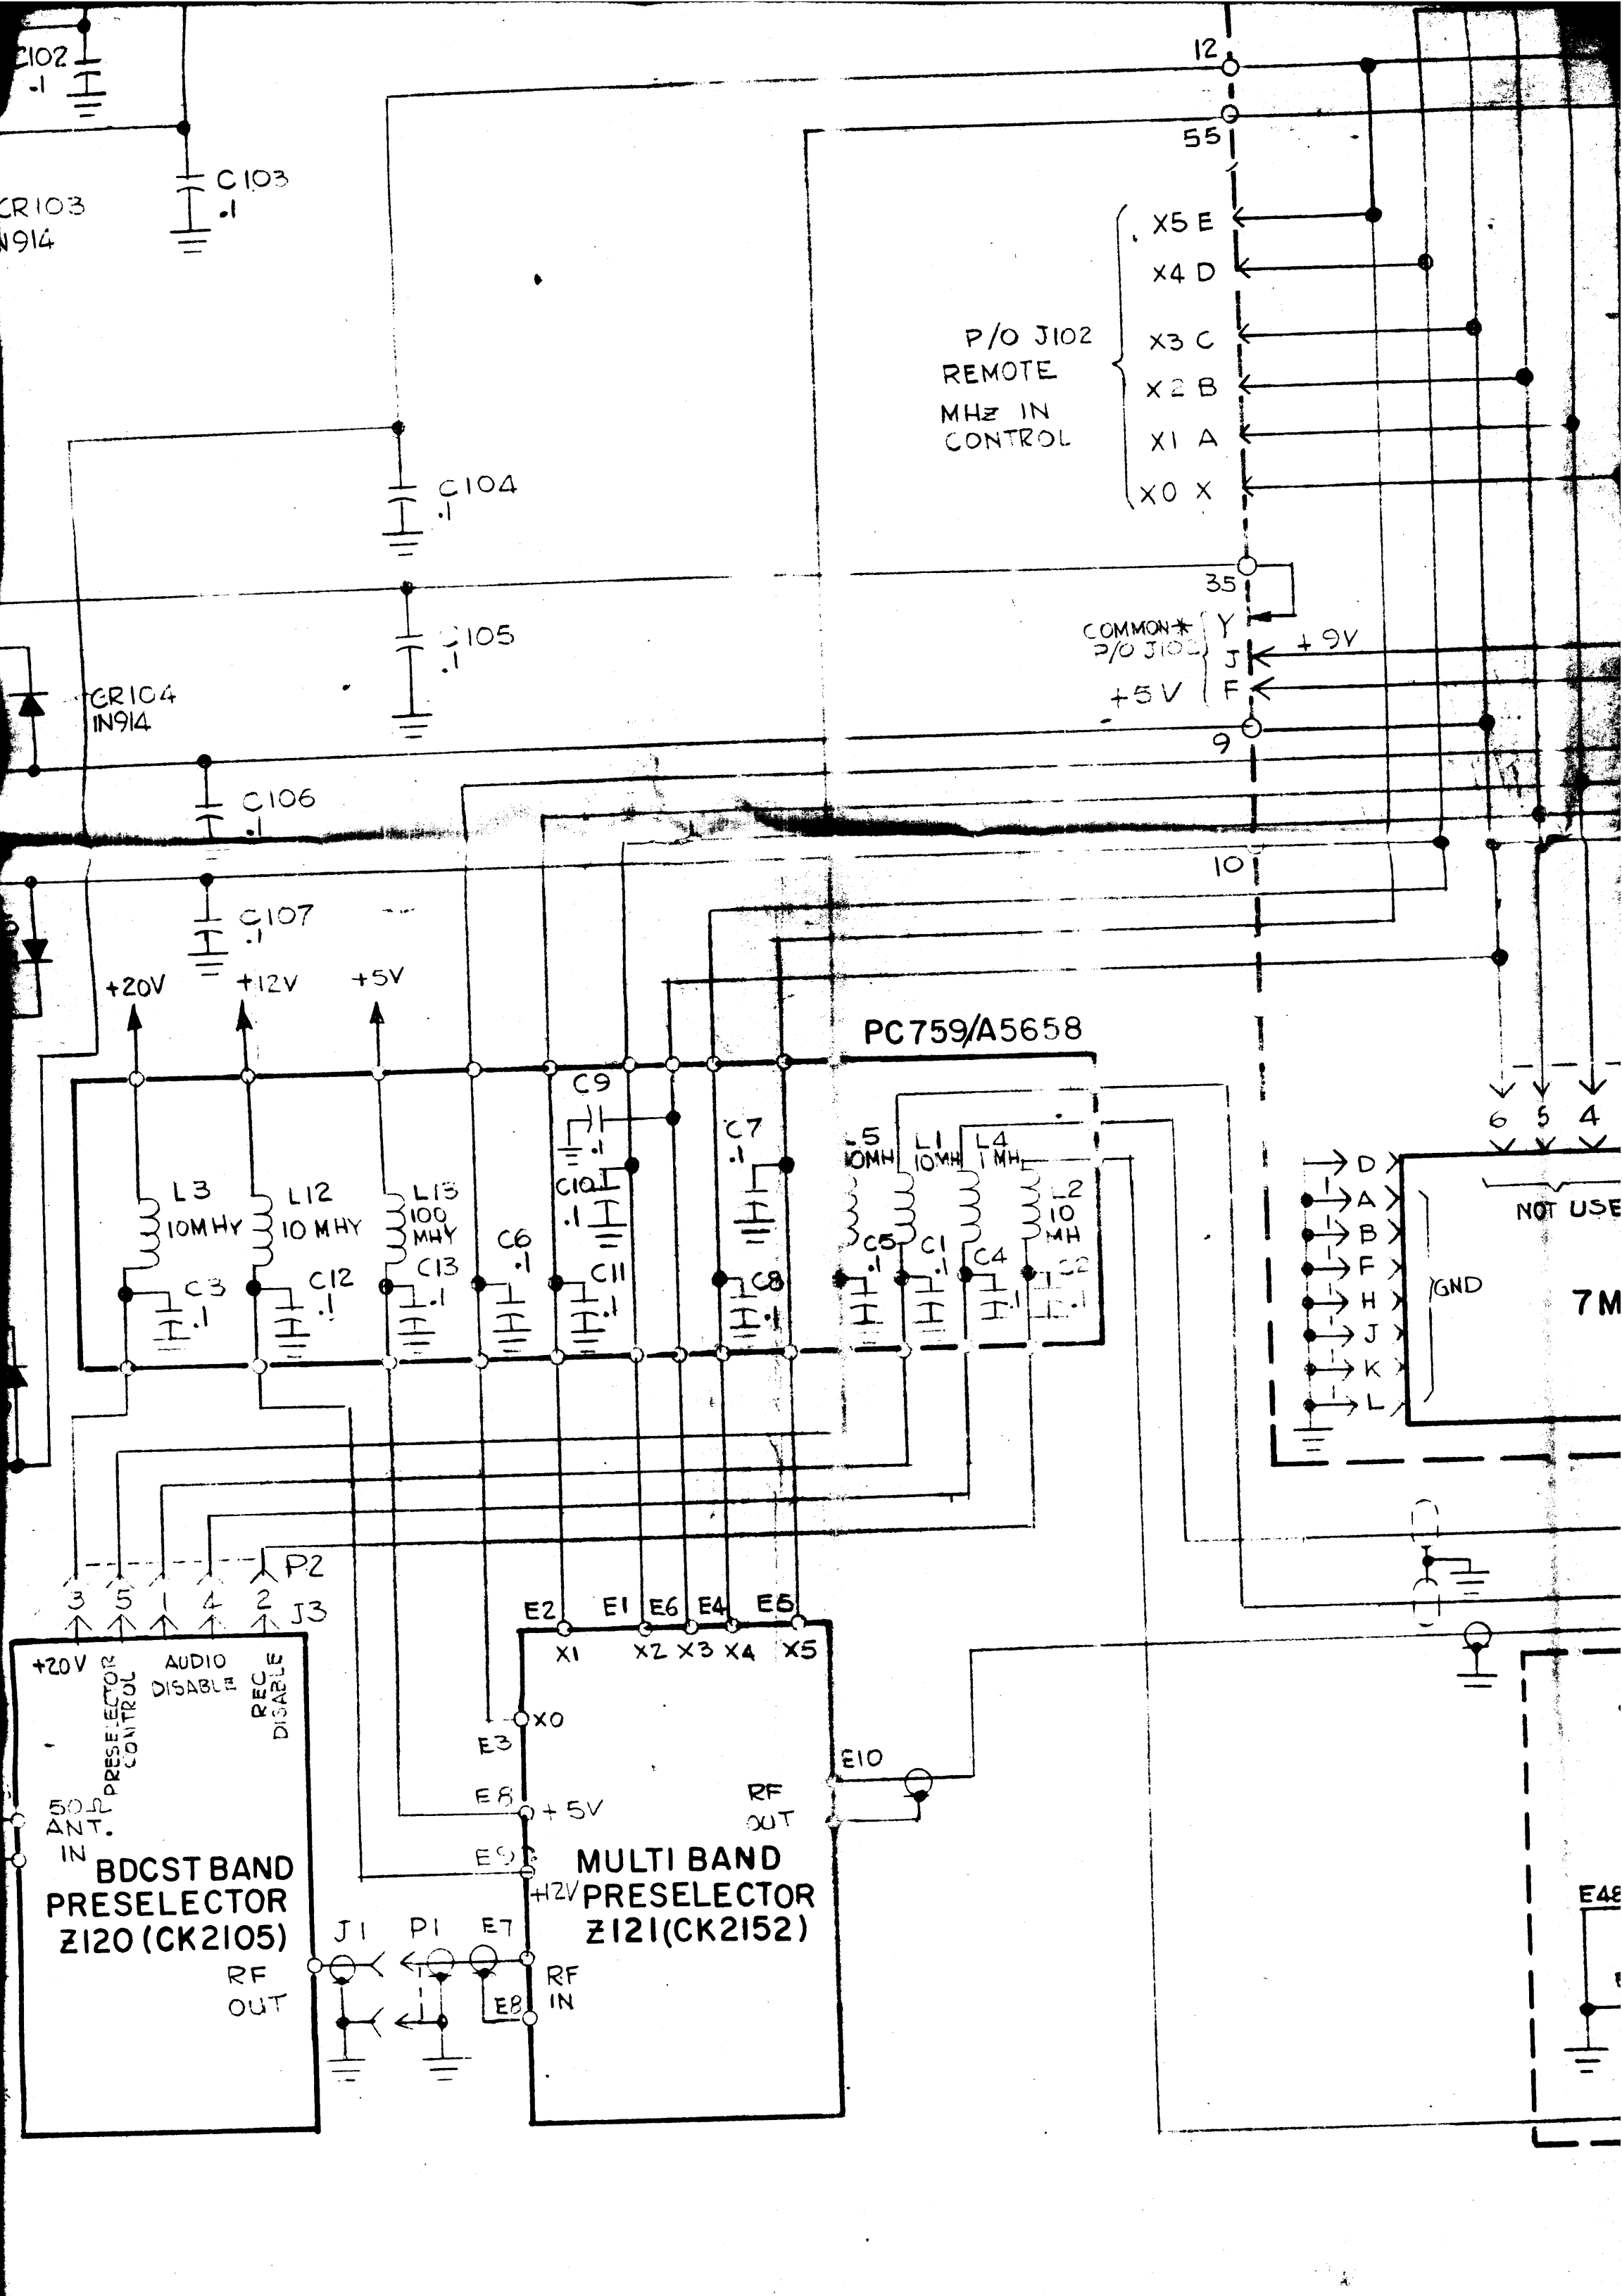 C102
.1
C103
.1
CR103
N914
12
55
X5 E
X4 D
X3 C
X2 B
X1 A
X0 X
P/O J102
REMOTE
MHz IN
CONTROL
C104
.1
35
COMMON*
P/O J102
Y
J
+9V
+5V
F
C105
.1
CR104
IN914
9
C106
.1
10
C107
.1
+20V
+12V
+5V
PC759/A5658
C9
.1
C7
.1
C10
.1
L3
10MHY
L12
10 MHY
L13
100
MHY
L5
10MH
L1
10MH
L4
1 MH
L2
10
MH
C3
.1
C12
.1
C13
.1
C6
.1
C11
.1
C8
.1
C5
.1
C1
.1
C4
.1
C2
.1
6 5 4
NOT USE
D
A
B
F
H
J
K
L
GND
7M
P2
3 5 1 4 2
J3
+20V
PRESELECTOR
CONTROL
AUDIO
DISABLE
REC
DISABLE
50Ω
ANT.
IN
BDCST BAND
PRESELECTOR
Z120 (CK2105)
RF
OUT
J1
P1
E7
E8
E2 E1 E6 E4 E5
X1 X2 X3 X4 X5
X0
E3
E8
+5V
E9
+12V
MULTI BAND
PRESELECTOR
Z121(CK2152)
RF
IN
RF
OUT
E10
E48